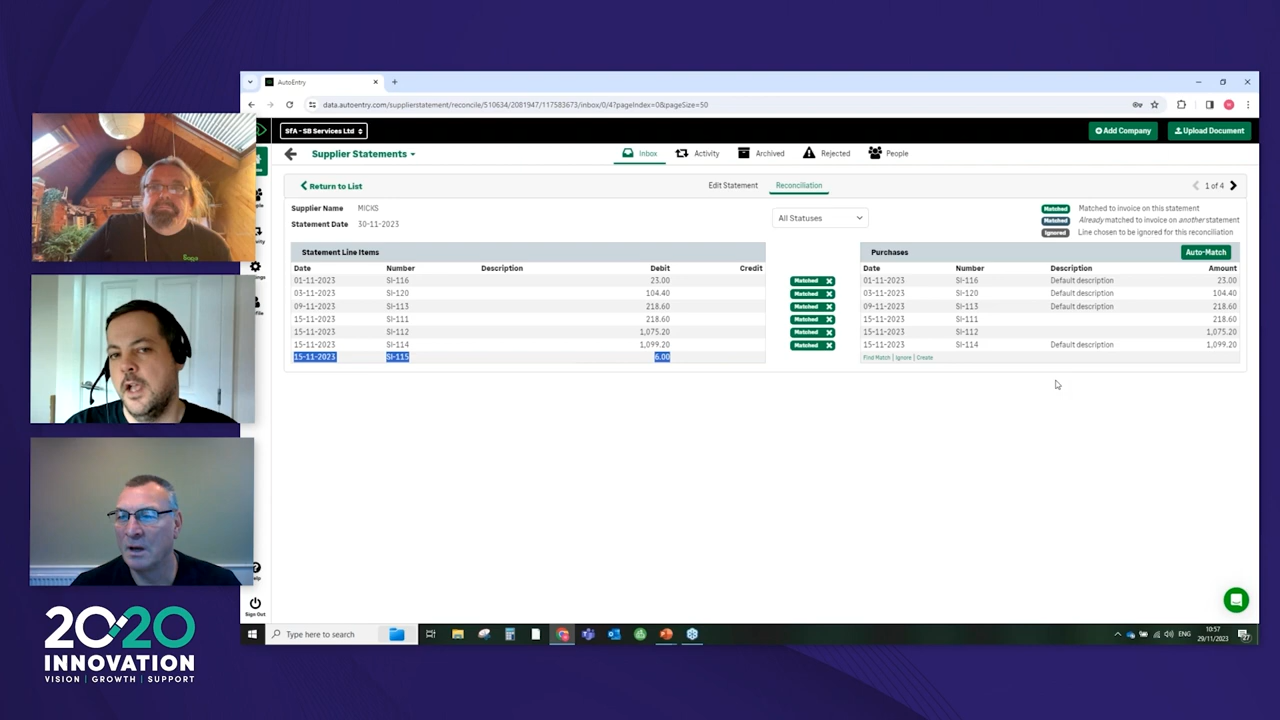 AutoEntry
data.autoentry.com/supplierstatement/reconcile/510634/2081947/117583673/inbox/0/4?pageIndex=0&pageSize=50
SfA - SB Services Ltd
Add Company
Upload Document
Supplier Statements
Inbox
Activity
Archived
Rejected
People
Return to List
Edit Statement
Reconciliation
1 of 4
Supplier Name MICKS
Statement Date 30-11-2023
All Statuses
Matched Matched to invoice on this statement
Matched Already matched to invoice on another statement
Ignored Line chosen to be ignored for this reconciliation
Statement Line Items
Purchases
Auto-Match
Date Number Description Debit Credit
Date Number Description Amount
01-11-2023 SI-116 23.00 Matched 01-11-2023 SI-116 Default description 23.00
03-11-2023 SI-120 104.40 Matched 03-11-2023 SI-120 Default description 104.40
09-11-2023 SI-113 218.60 Matched 09-11-2023 SI-113 Default description 218.60
15-11-2023 SI-111 218.60 Matched 15-11-2023 SI-111 218.60
15-11-2023 SI-112 1,075.20 Matched 15-11-2023 SI-112 1,075.20
15-11-2023 SI-114 1,099.20 Matched 15-11-2023 SI-114 Default description 1,099.20
15-11-2023 SI-115 6.00 Find Match | Ignore | Create
Sage
Sign Out
2020
INNOVATION
VISION | GROWTH | SUPPORT
Type here to search
ENG
10:57
29/11/2023